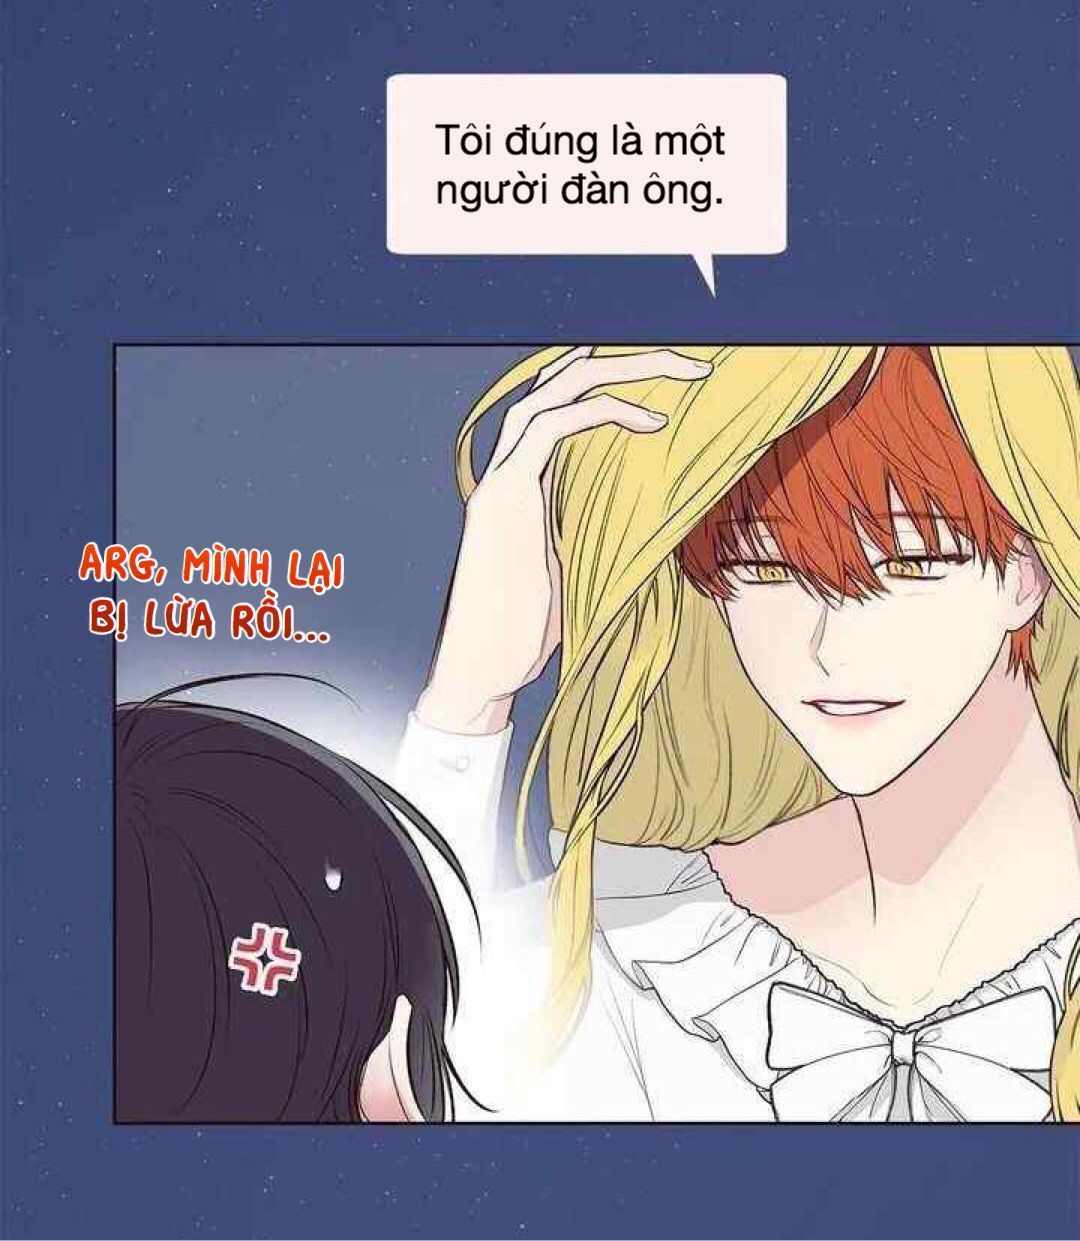 Tôi đúng là một
người đàn ông.
ARG, MÌNH LẠI
BỊ LỪA RỒI...